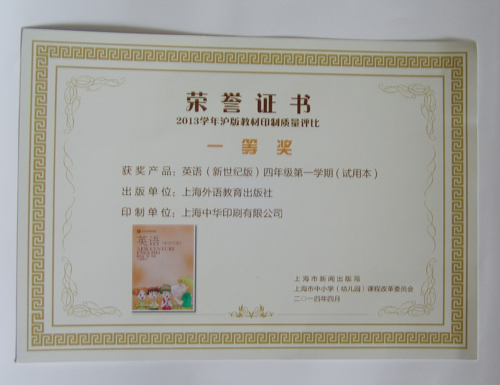 荣誉证书
2013学年沪版教材印制质量评比
一等奖
获奖产品：英语（新世纪版）四年级第一学期（试用本）
出版单位：上海外语教育出版社
印制单位：上海中华印刷有限公司
英语
NEW CENTURY
ENGLISH
上海市新闻出版局
上海市中小学（幼儿园）课程改革委员会
二〇一四年四月